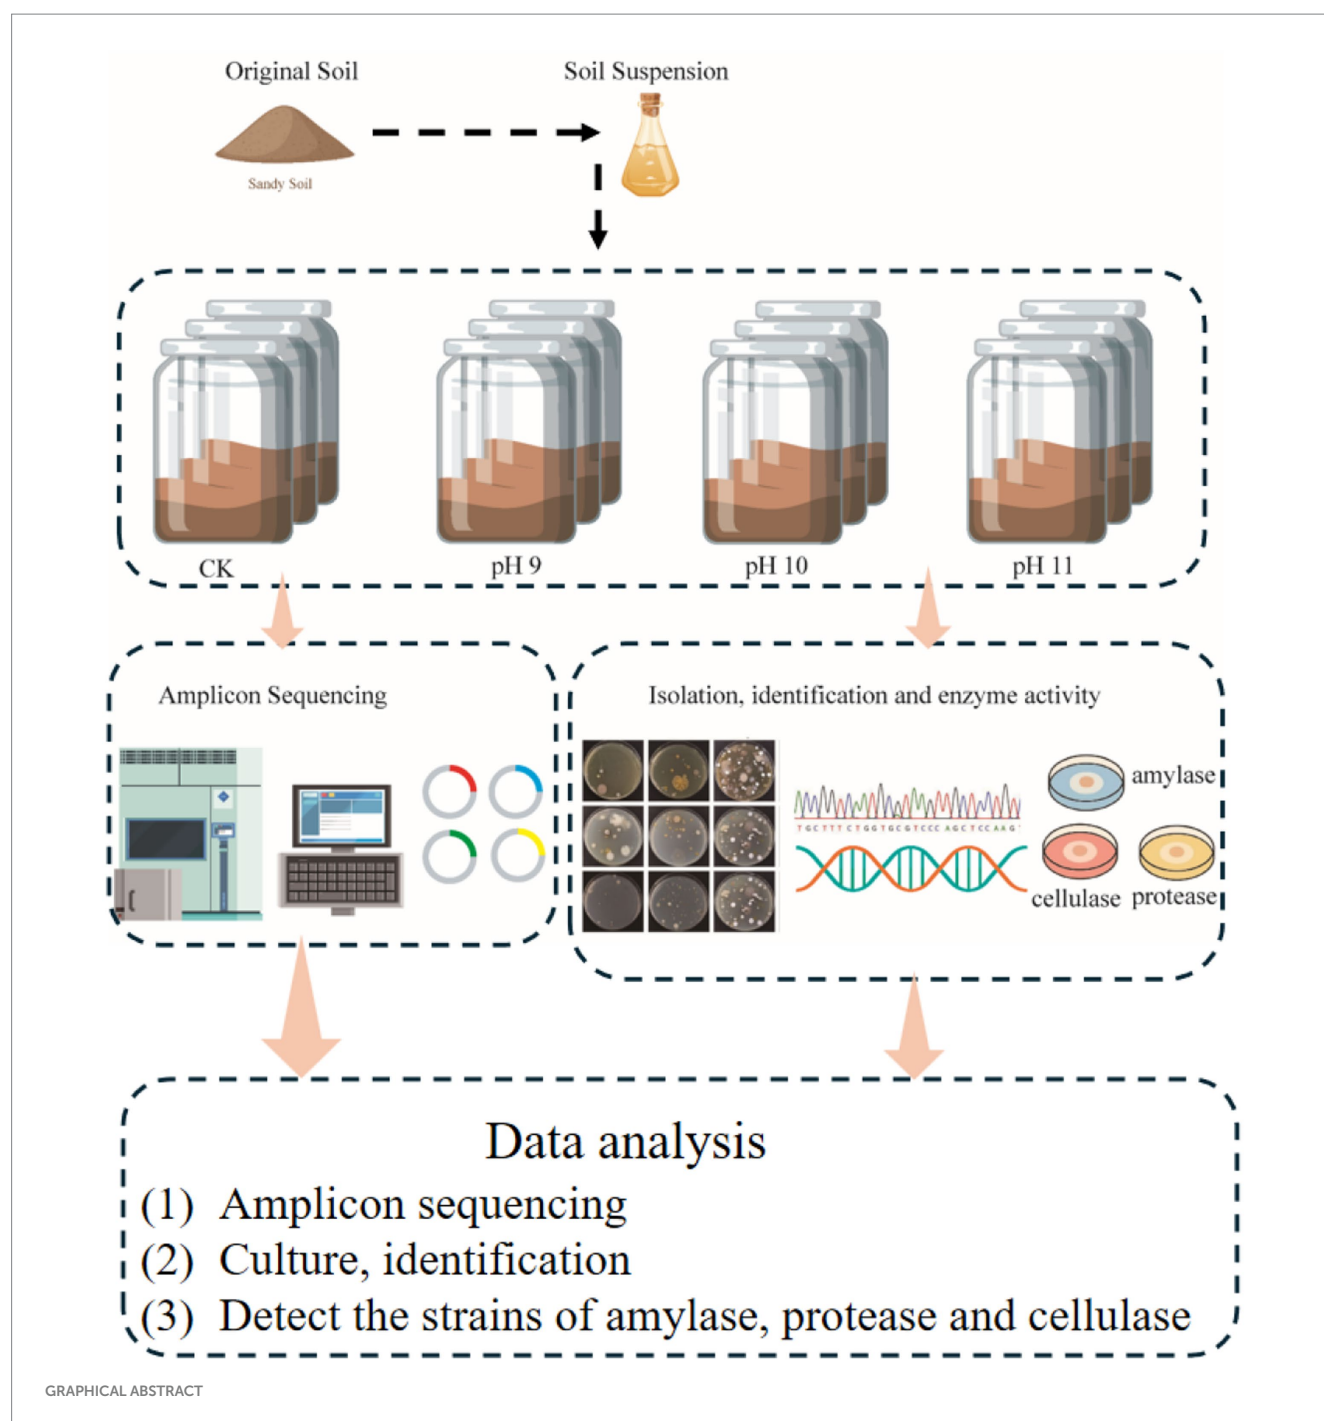 Original Soil
Soil Suspension
Sandy Soil
CK
pH 9
pH 10
pH 11
Amplicon Sequencing
Isolation, identification and enzyme activity
amylase
TGCTTTCTGGTGCGTCCC AGCTCCAAG
cellulase
protease
Data analysis
(1) Amplicon sequencing
(2) Culture, identification
(3) Detect the strains of amylase, protease and cellulase
GRAPHICAL ABSTRACT